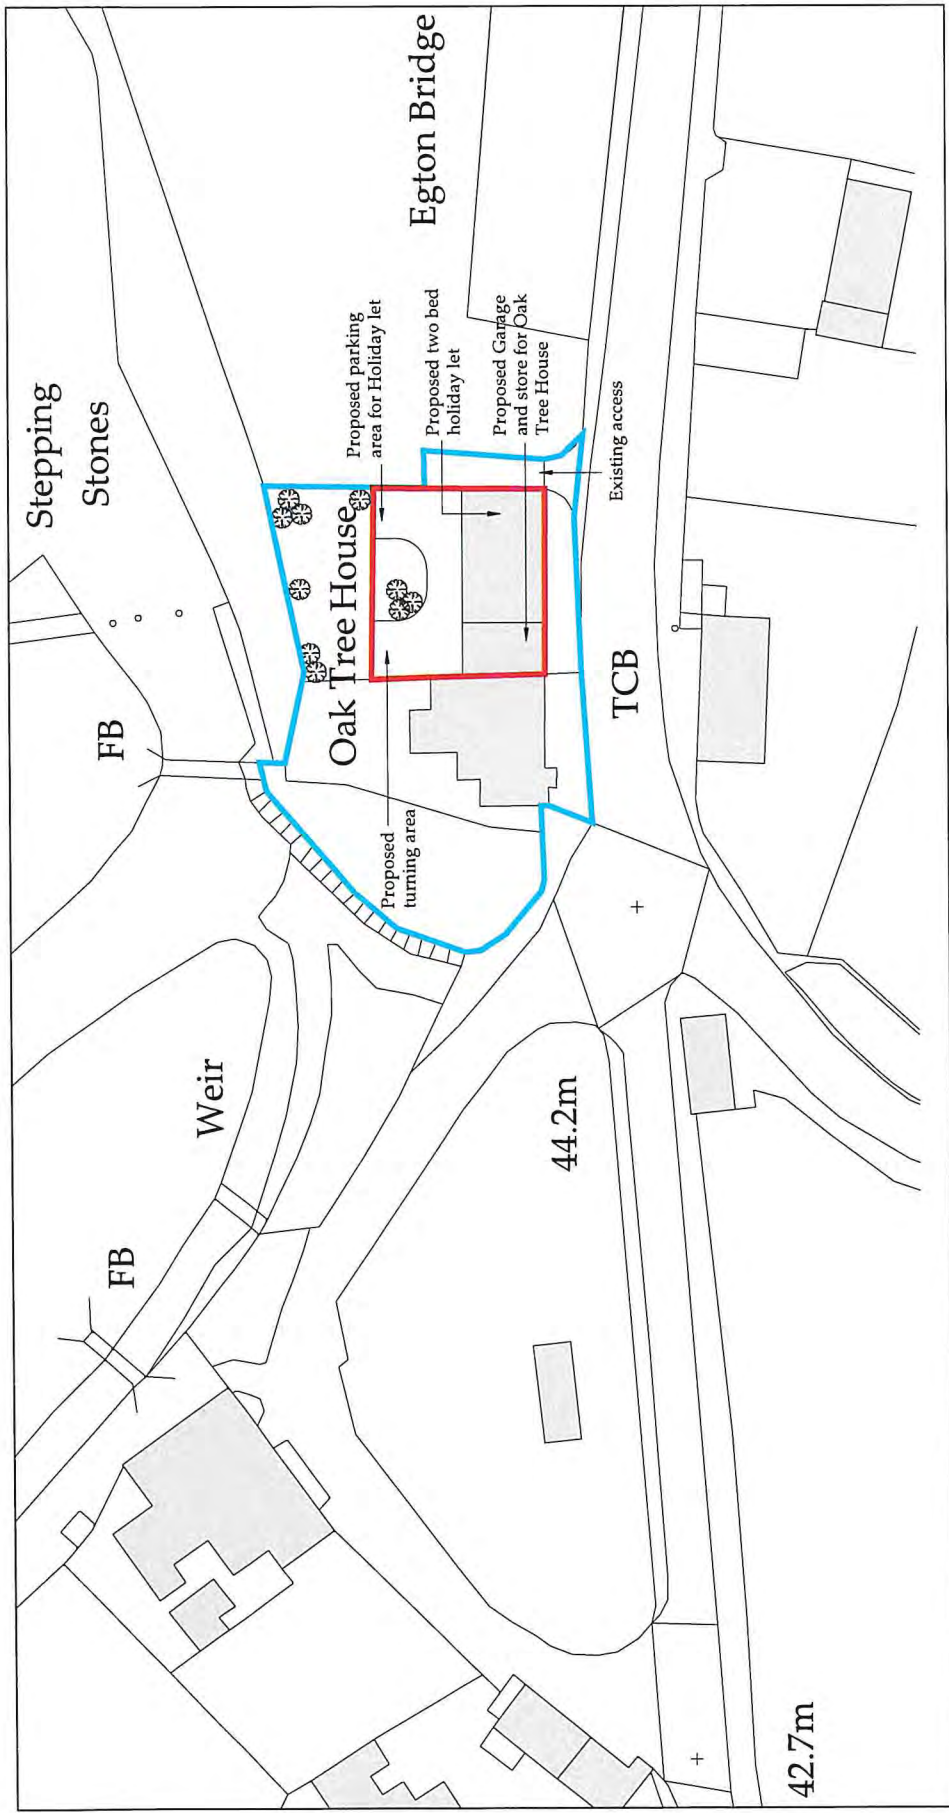 Stepping
Stones
Egton Bridge
FB
Oak Tree House
Proposed parking
area for Holiday let
Proposed two bed
holiday let
Proposed Garage
and store for Oak
Tree House
Existing access
Proposed
turning area
TCB
Weir
FB
44.2m
42.7m